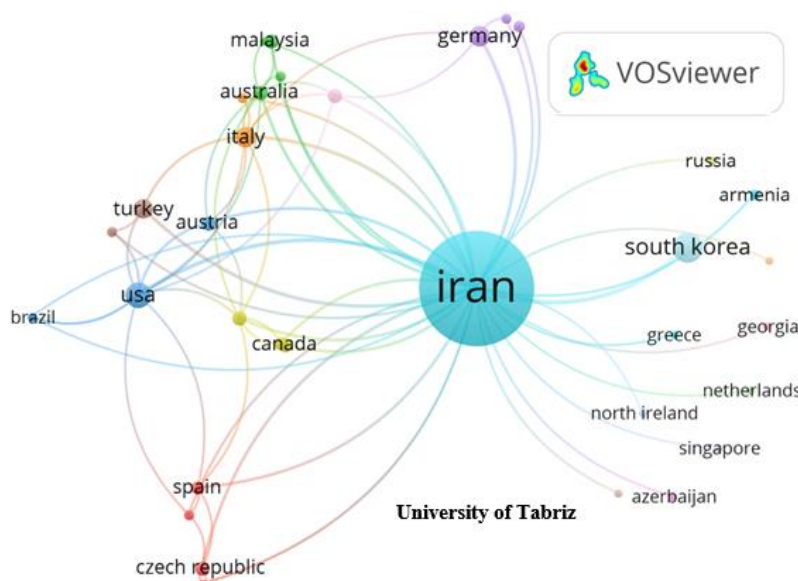 malaysia
germany
VOSviewer
australia
italy
russia
armenia
turkey
austria
south korea
iran
usa
brazil
canada
greece
georgia
netherlands
north ireland
singapore
spain
azerbaijan
University of Tabriz
czech republic